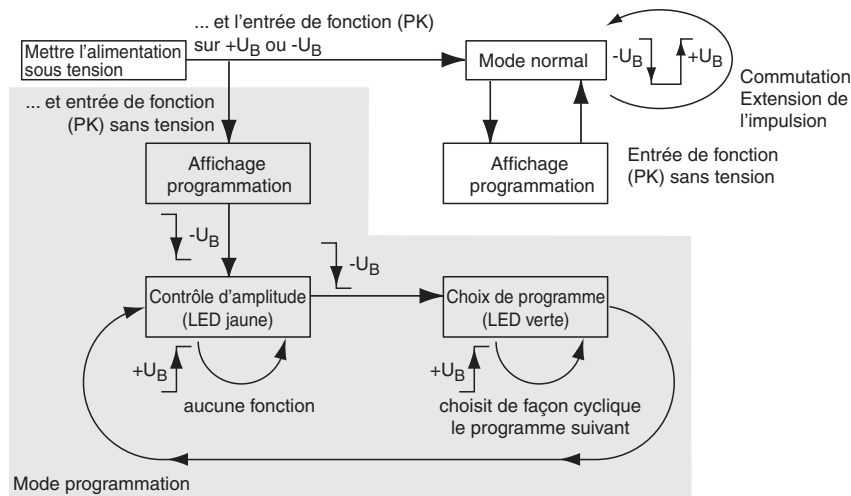 ... et l'entrée de fonction (PK)
sur +UB ou -UB
Mettre l'alimentation
sous tension
Mode normal
-UB
+UB
Commutation
Extension de
l'impulsion
... et entrée de fonction
(PK) sans tension
Affichage
programmation
Affichage
programmation
Entrée de fonction
(PK) sans tension
-UB
-UB
Contrôle d'amplitude
(LED jaune)
Choix de programme
(LED verte)
+UB
aucune fonction
+UB
choisit de façon cyclique
le programme suivant
Mode programmation